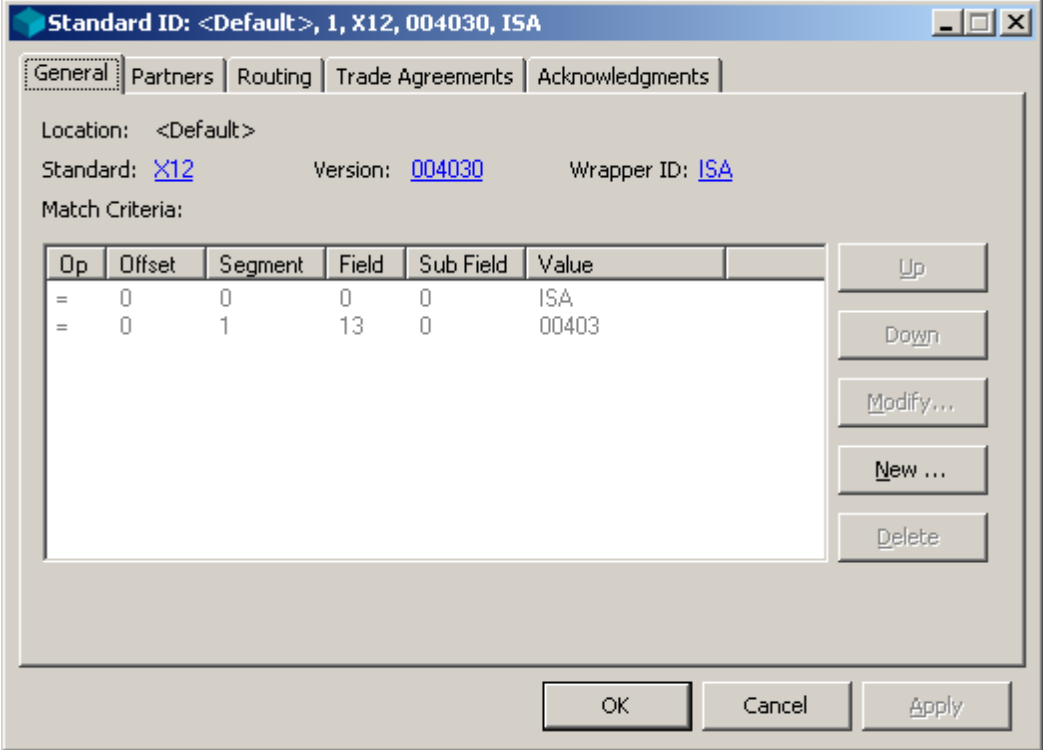 Standard ID: <Default>, 1, X12, 004030, ISA
General Partners Routing Trade Agreements Acknowledgments
Location: <Default>
Standard: X12 Version: 004030 Wrapper ID: ISA
Match Criteria:
Op Offset Segment Field Sub Field Value
= 0 0 0 0 ISA
= 0 1 13 0 00403
Up
Down
Modify...
New ...
Delete
OK Cancel Apply